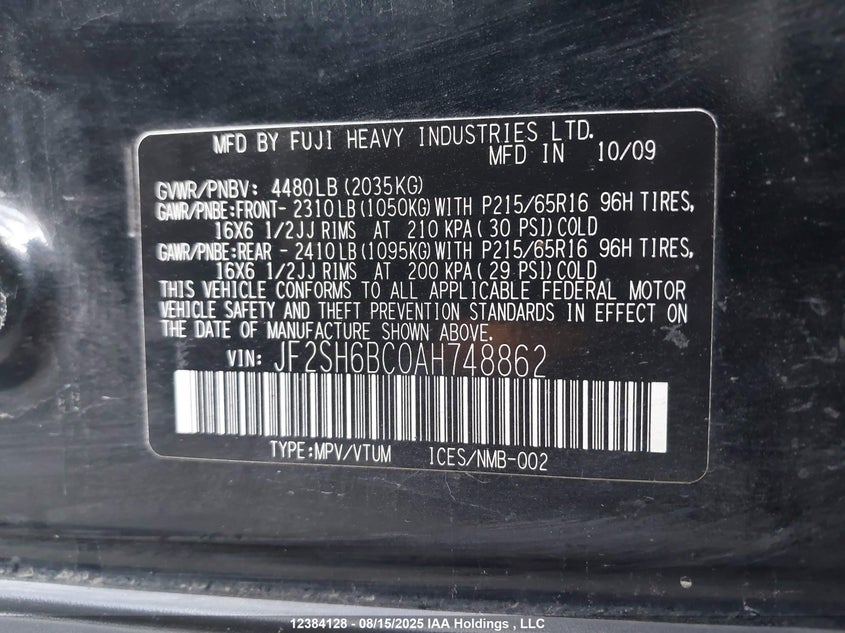 MFD BY FUJI HEAVY INDUSTRIES LTD.
MFD IN 10/09
GVWR/PNBV: 4480LB (2035KG)
GAWR/PNBE:FRONT- 2310LB (1050KG) WITH P215/65R16 96H TIRES,
16X6 1/2JJ RIMS AT 210 KPA ( 30 PSI) COLD
GAWR/PNBE:REAR - 2410LB (1095KG) WITH P215/65R16 96H TIRES,
16X6 1/2JJ RIMS AT 200 KPA ( 29 PSI) COLD
THIS VEHICLE CONFORMS TO ALL APPLICABLE FEDERAL MOTOR
VEHICLE SAFETY AND THEFT PREVENTION STANDARDS IN EFFECT ON
THE DATE OF MANUFACTURE SHOWN ABOVE.
VIN: JF2SH6BC0AH748862
TYPE:MPV/VTUM ICES/NMB-002
12384128 - 08/15/2025 IAA Holdings , LLC